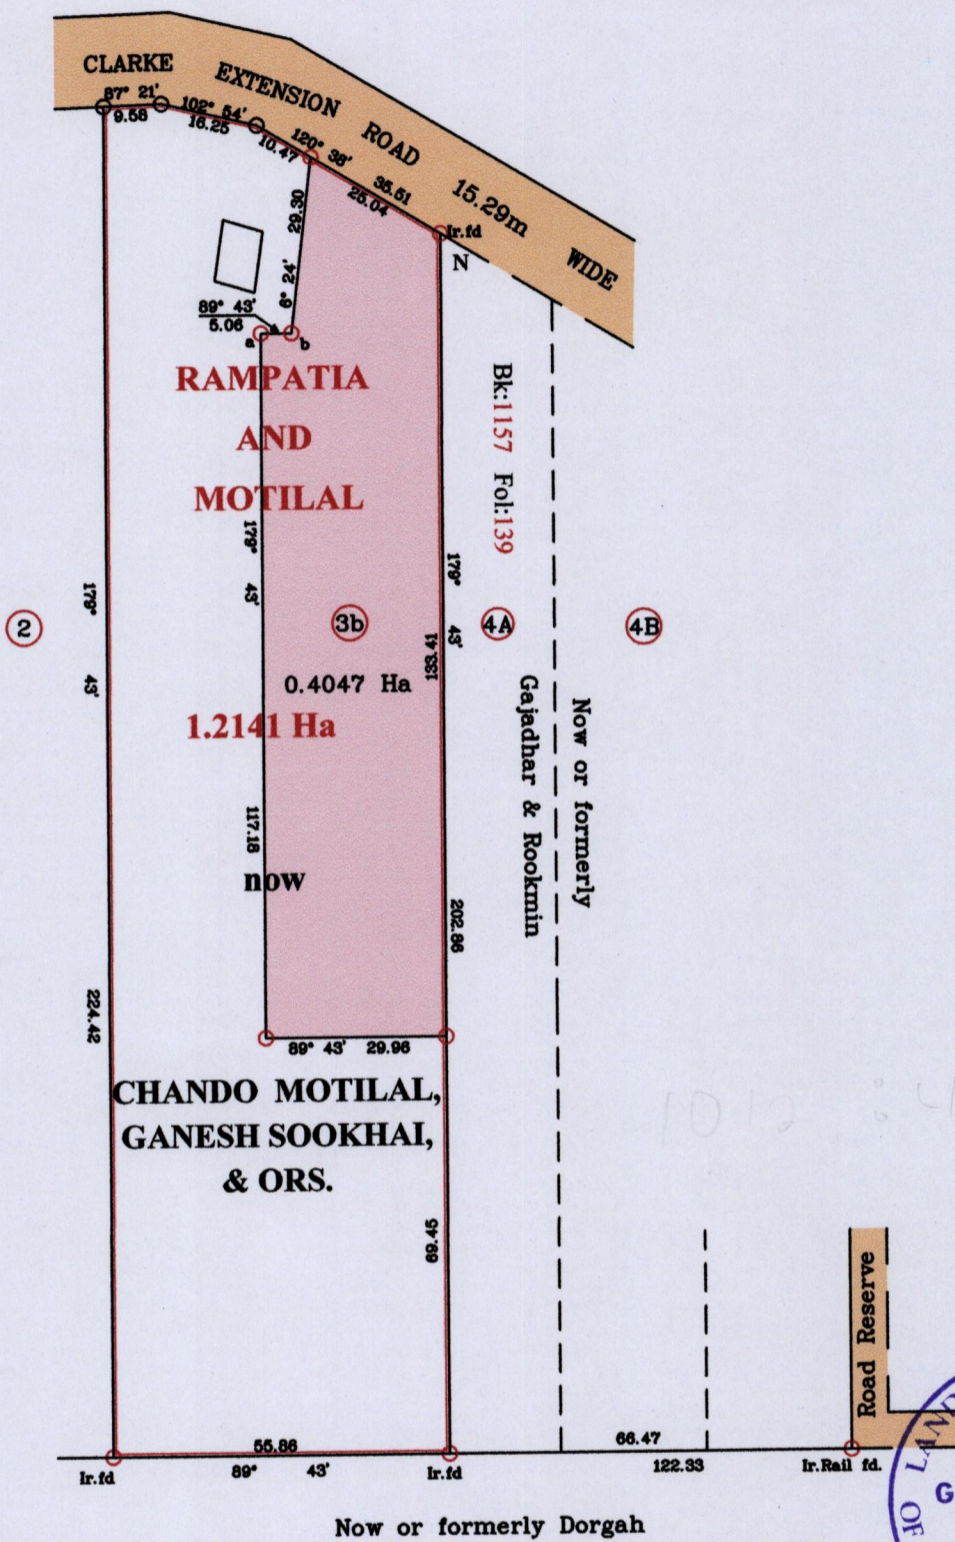 CLARKE EXTENSION ROAD 15.29m WIDE
87° 21'
9.58
102° 54'
16.25
10.47
120° 38'
35.51
25.04
Ir.fd
N
29.30
6° 24'
89° 43'
5.06
a
b
RAMPATIA
AND
MOTILAL
Bk:1157 Fol:139
179° 43'
179° 43'
179° 43'
2
3b
4A
4B
133.41
0.4047 Ha
1.2141 Ha
Now or formerly
Gajadhar & Rookmin
117.18
now
202.86
224.42
89° 43' 29.96
CHANDO MOTILAL,
GANESH SOOKHAI,
& ORS.
69.45
Road Reserve
55.86
66.47
89° 43'
122.33
Ir.fd
Ir.fd
Ir.Rail fd.
Now or formerly Dorgah
OF LAND
G